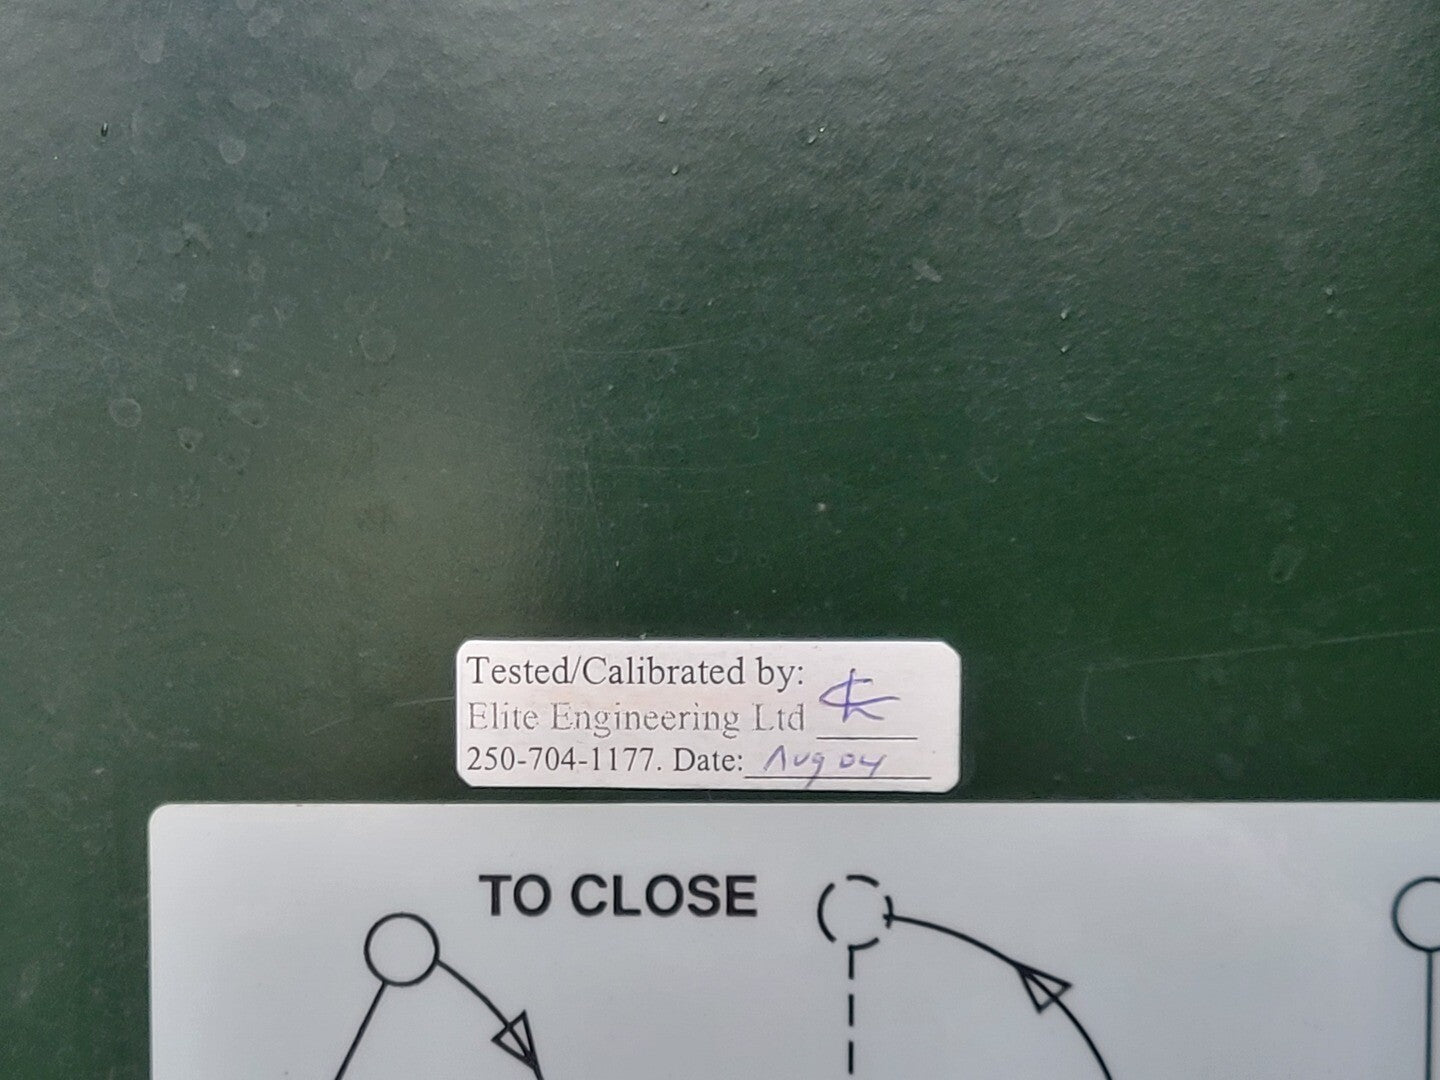 Tested/Calibrated by:
Elite Engineering Ltd
250-704-1177. Date: Aug 04
TO CLOSE